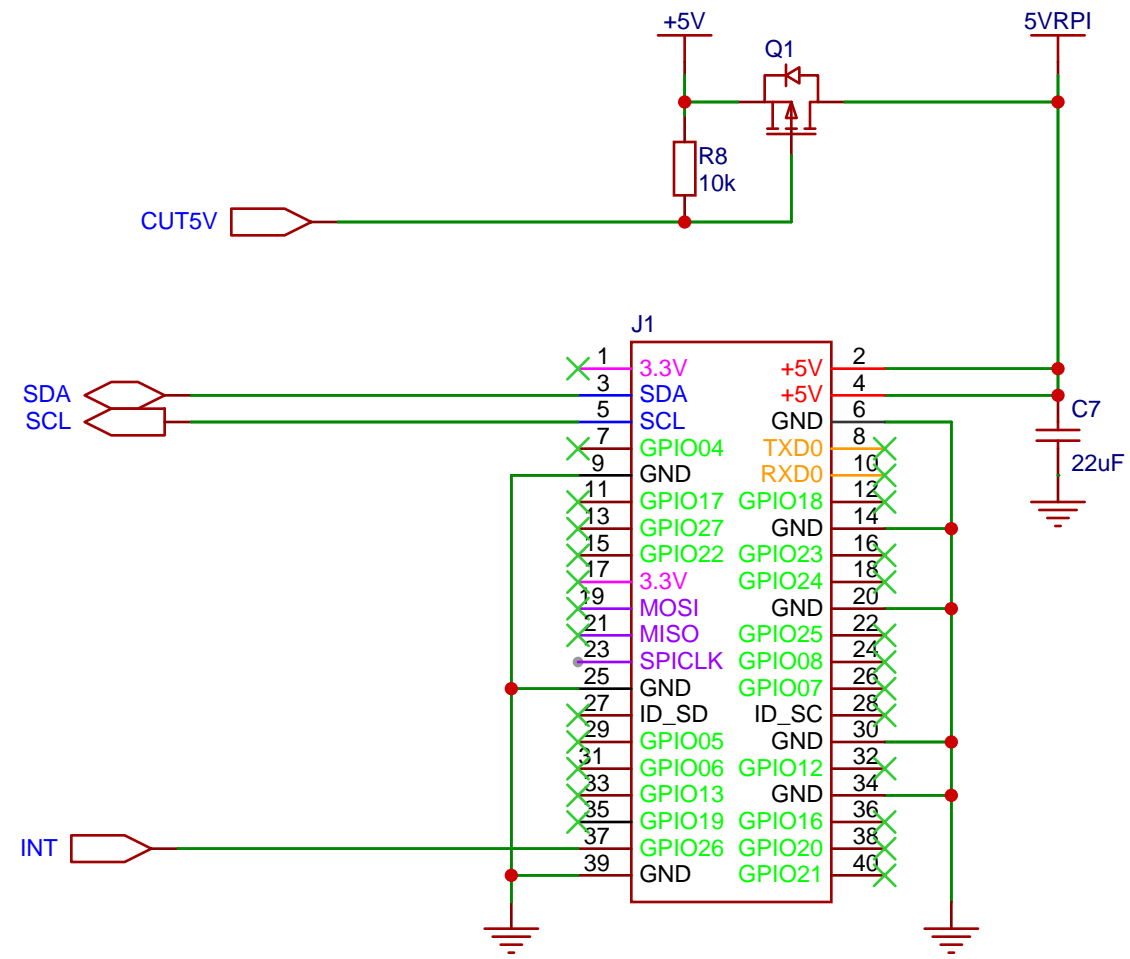 +5V
5VRPI
Q1
R8
10k
CUT5V
J1
1 3.3V +5V 2
SDA 3 SDA +5V 4
SCL 5 SCL GND 6
C7
7 GPIO04 TXD0 8
22uF
9 GND RXD0 10
11 GPIO17 GPIO18 12
13 GPIO27 GND 14
15 GPIO22 GPIO23 16
17 3.3V GPIO24 18
19 MOSI GND 20
21 MISO GPIO25 22
23 SPICLK GPIO08 24
25 GND GPIO07 26
27 ID_SD ID_SC 28
29 GPIO05 GND 30
31 GPIO06 GPIO12 32
33 GPIO13 GND 34
35 GPIO19 GPIO16 36
INT 37 GPIO26 GPIO20 38
39 GND GPIO21 40